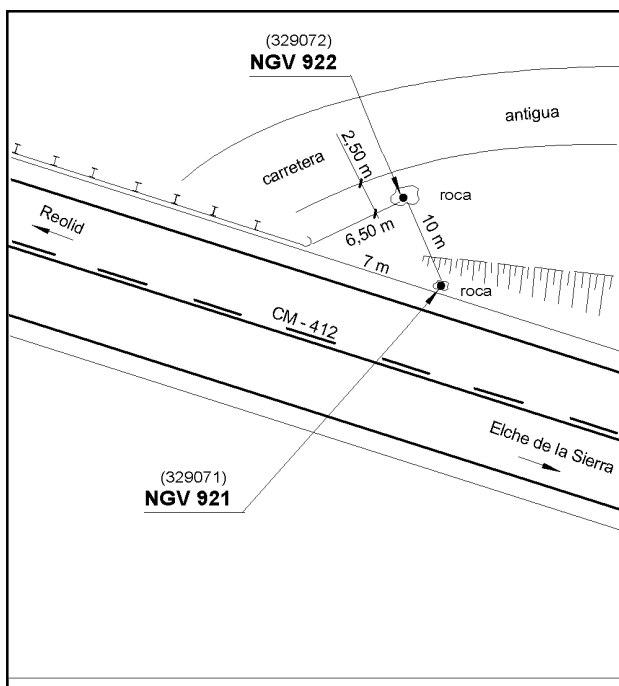 (329072)
NGV 922
antigua
carretera
2,50 m
roca
6,50 m
10 m
Reolid
7 m
roca
CM - 412
Elche de la Sierra
(329071)
NGV 921